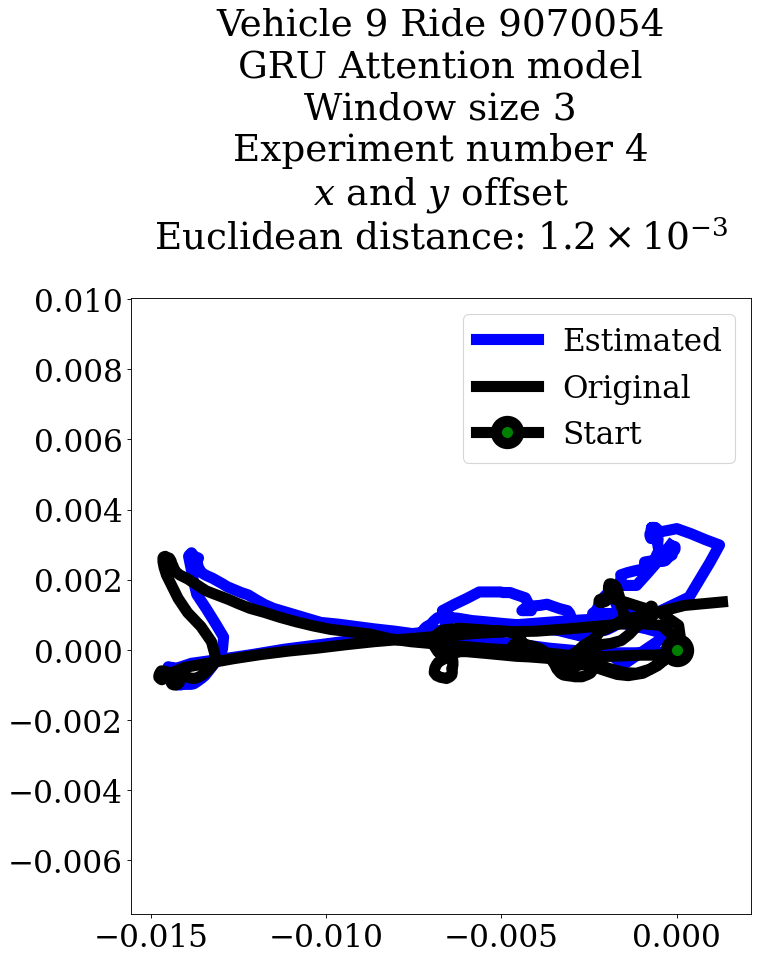 Vehicle 9 Ride 9070054
GRU Attention model
Window size 3
Experiment number 4
x and y offset
Euclidean distance: 1.2 × 10⁻³
0.010
0.008
0.006
0.004
0.002
0.000
−0.002
−0.004
−0.006
Estimated
Original
Start
−0.015 −0.010 −0.005 0.000